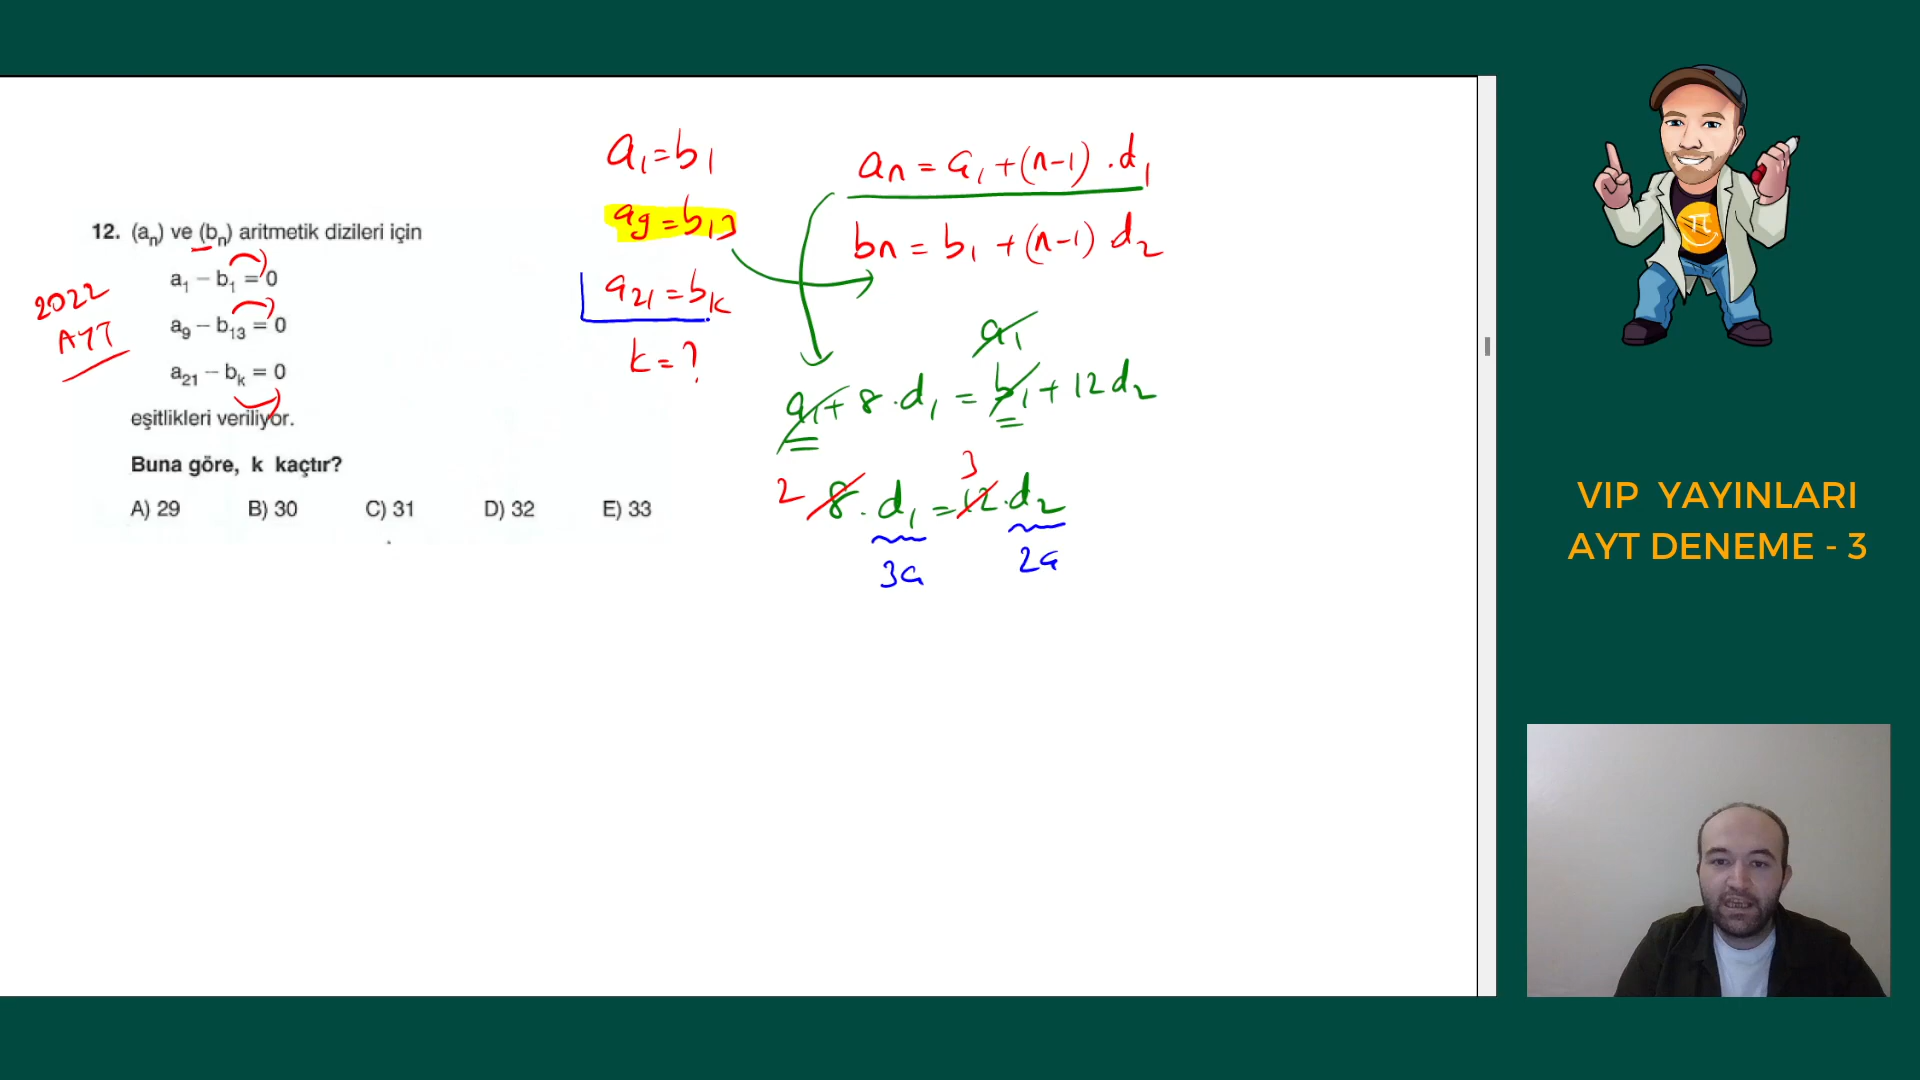 12. (aₙ) ve (bₙ) aritmetik dizileri için
a₁ − b₁ = 0
a₉ − b₁₃ = 0
a₂₁ − bₖ = 0
eşitlikleri veriliyor.
Buna göre, k kaçtır?
A) 29 B) 30 C) 31 D) 32 E) 33
2022
AYT
a₁=b₁
a₉=b₁₃
a₂₁=bₖ
k=?
aₙ = a₁+(n-1).d₁
bₙ = b₁+(n-1) d₂
a₁
a₁+8.d₁ = b₁+12d₂
2 3
8.d₁=12.d₂
3a 2a
π
VIP YAYINLARI
AYT DENEME - 3